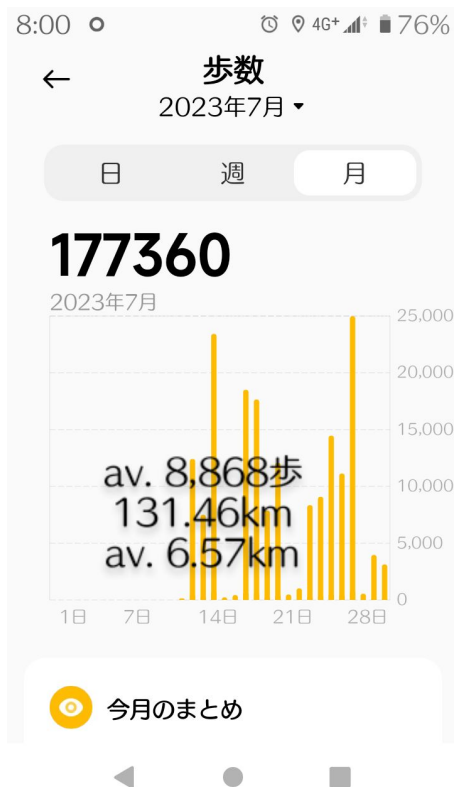 8:00 4G+ 76%
歩数
2023年7月
日 週 月
177360
2023年7月
25,000
20,000
15,000
av. 8,868歩
10,000
131.46km
av. 6.57km
5,000
0
1日 7日 14日 21日 28日
今月のまとめ